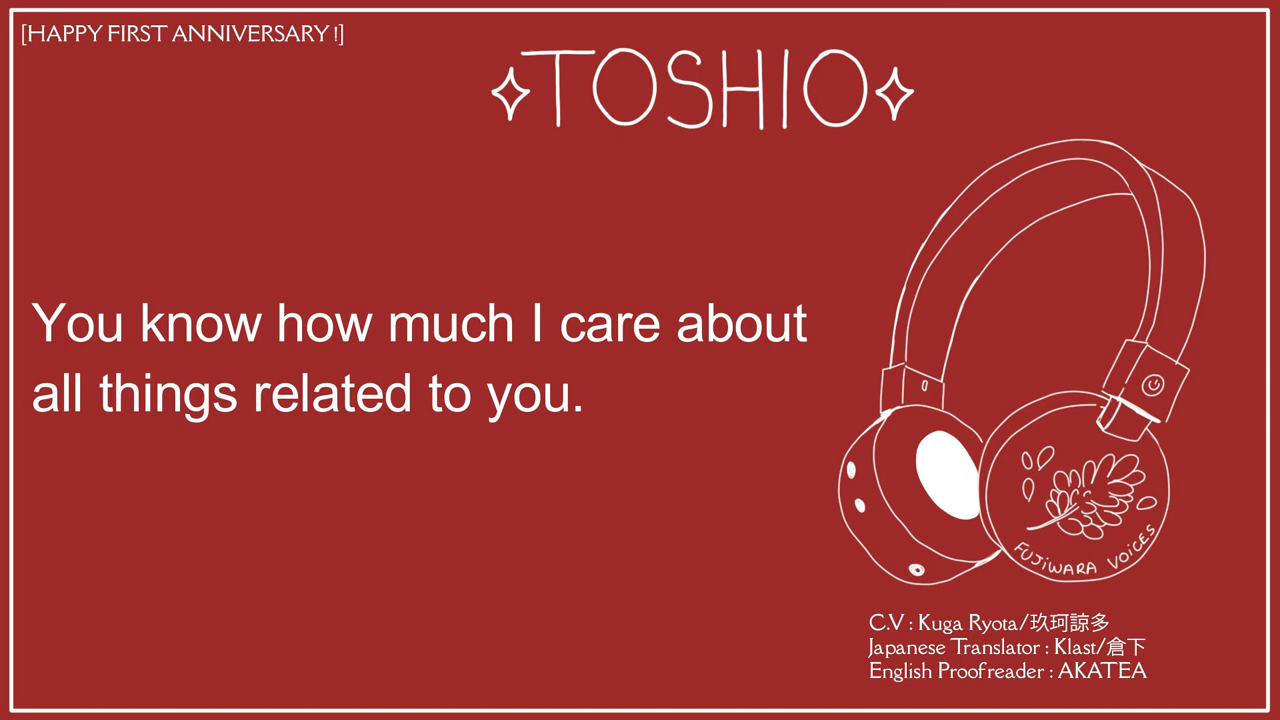 [HAPPY FIRST ANNIVERSARY !]
TOSHIO
You know how much I care about
all things related to you.
FUJIWARA VOICES
C.V : Kuga Ryota/玖珂諒多
Japanese Translator : Klast/倉下
English Proofreader : AKATEA